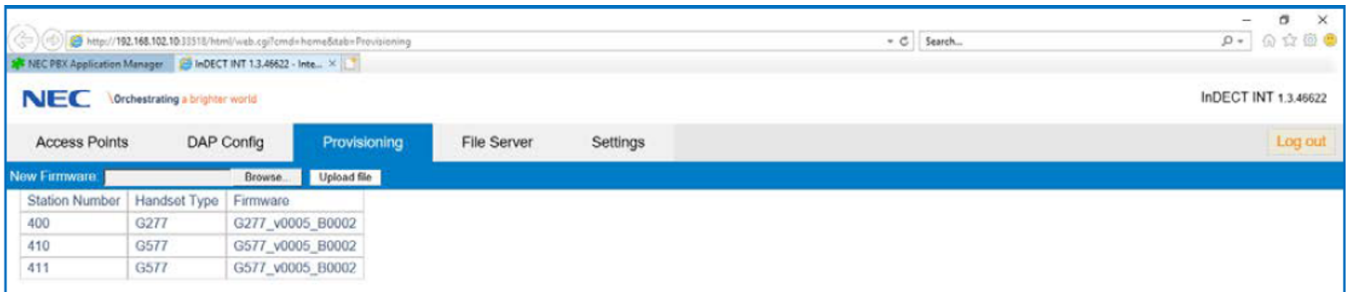 http://192.168.102.10:33518/html/web.cgi?cmd=home&tab=Provisioning
Search...
NEC PBX Application Manager
InDECT INT 1.3.46622 - Inte...
NEC \Orchestrating a brighter world
InDECT INT 1.3.46622
Access Points DAP Config Provisioning File Server Settings Log out
New Firmware: Browse... Upload file
Station Number Handset Type Firmware
400 G277 G277_v0005_B0002
410 G577 G577_v0005_B0002
411 G577 G577_v0005_B0002